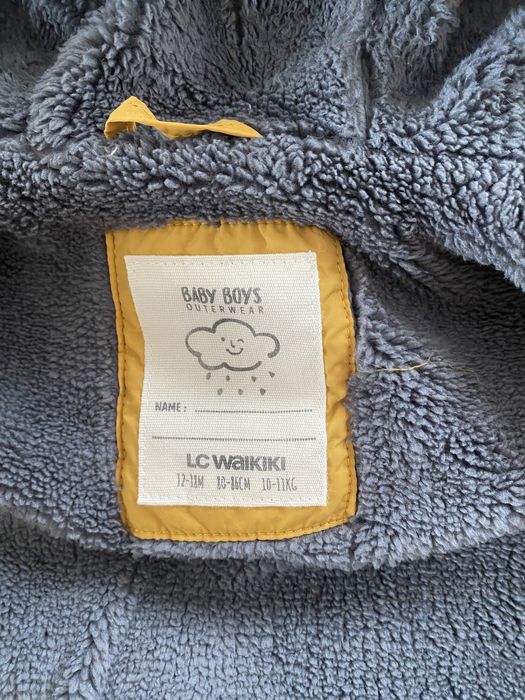 BABY BOYS
OUTERWEAR
NAME:
LC WAIKIKI
12-18M 80-86CM 10-11KG